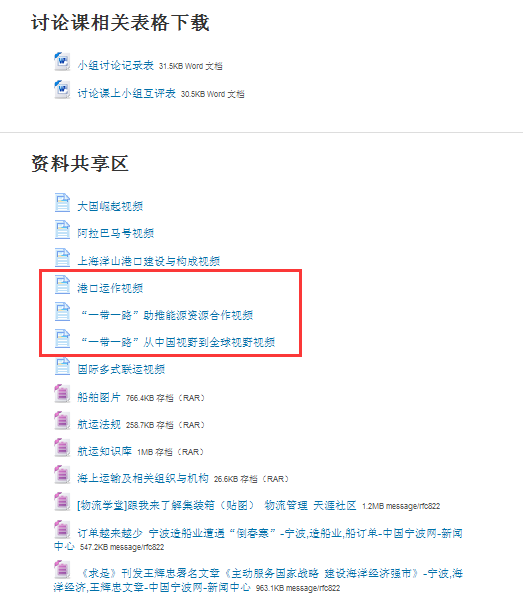 讨论课相关表格下载
小组讨论记录表 31.5KB Word 文档
讨论课上小组互评表 30.5KB Word 文档
资料共享区
大国崛起视频
阿拉巴马号视频
上海洋山港口建设与构成视频
港口运作视频
“一带一路”助推能源资源合作视频
“一带一路”从中国视野到全球视野视频
国际多式联运视频
船舶图片 766.4KB 存档（RAR）
航运法规 258.7KB 存档（RAR）
航运知识库 1MB 存档（RAR）
海上运输及相关组织与机构 26.6KB 存档（RAR）
[物流学堂]跟我来了解集装箱（贴图） 物流管理 天涯社区 1.2MB message/rfc822
订单越来越少 宁波造船业遭遇“倒春寒”-宁波,造船业,船订单-中国宁波网-新闻
中心 547.2KB message/rfc822
《求是》刊发王辉忠署名文章《主动服务国家战略 建设海洋经济强市》-宁波,海
洋经济,王辉忠文章-中国宁波网-新闻中心 963.1KB message/rfc822